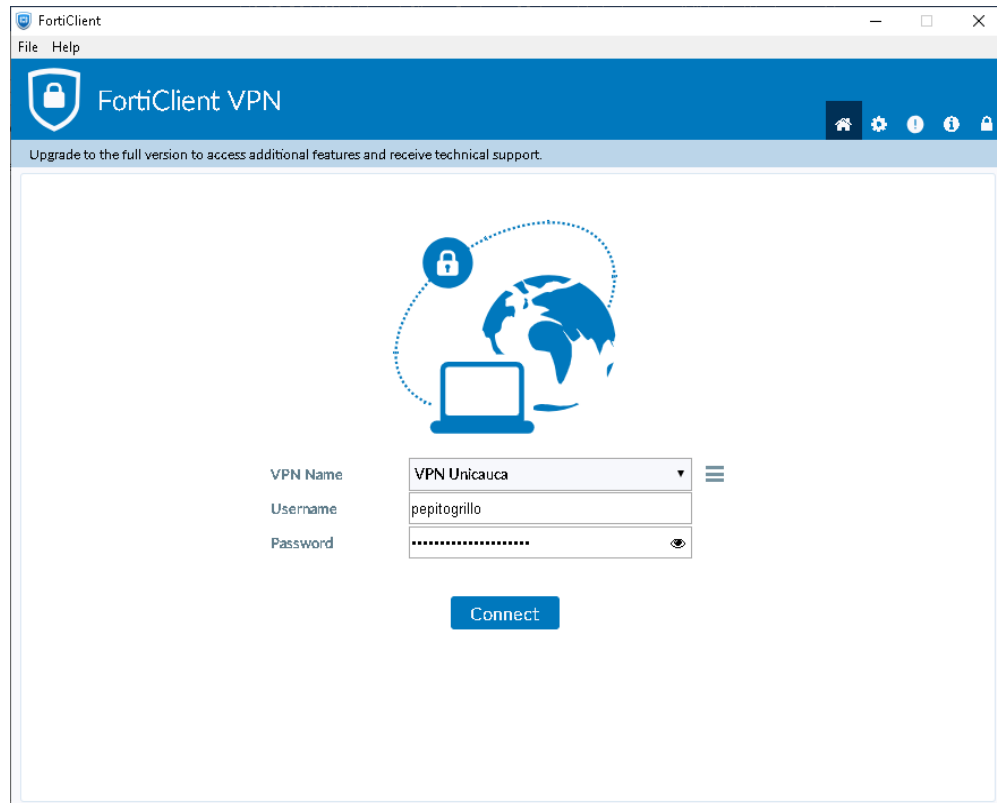 FortiClient
File Help
FortiClient VPN
Upgrade to the full version to access additional features and receive technical support.
VPN Name VPN Unicauca
Username pepitogrillo
Password •••••••••••••••••••••
Connect